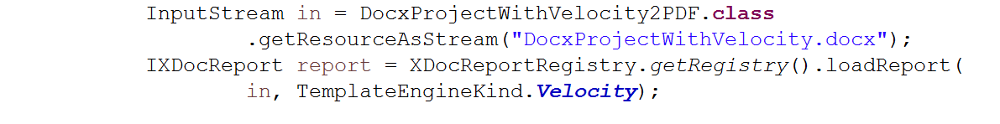 InputStream in = DocxProjectWithVelocity2PDF.class
.getResourceAsStream("DocxProjectWithVelocity.docx");
IXDocReport report = XDocReportRegistry.getRegistry().loadReport(
in, TemplateEngineKind.Velocity);